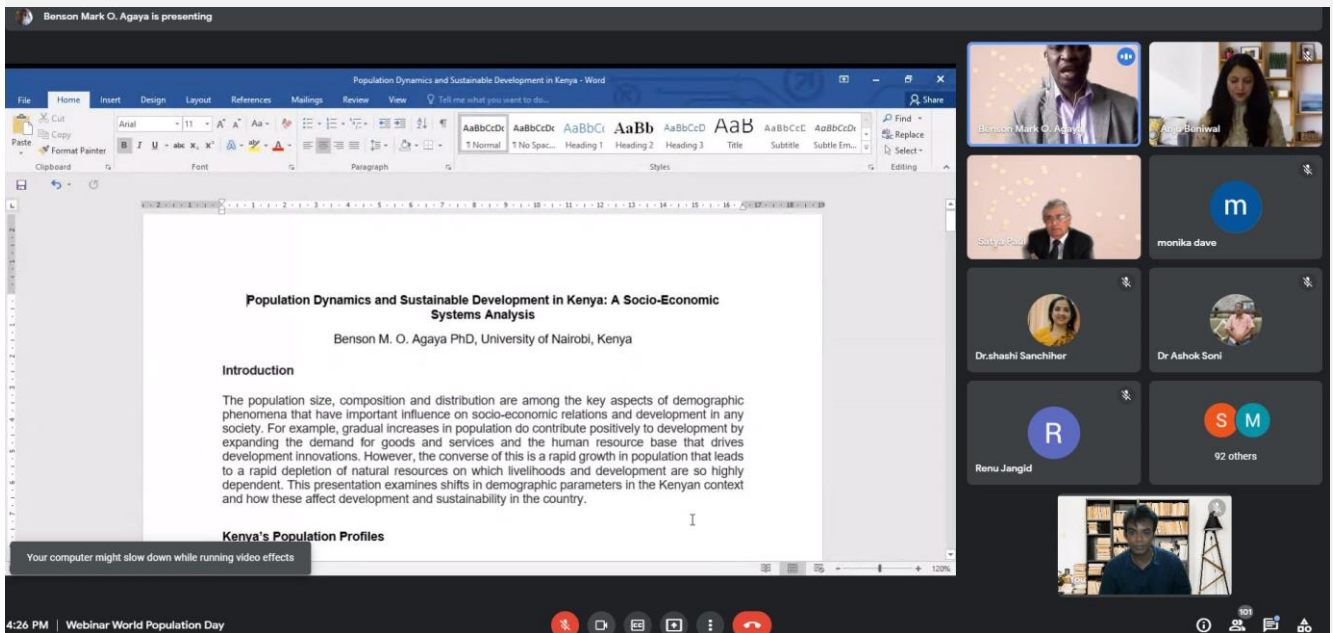 Benson Mark O. Agaya is presenting
Population Dynamics and Sustainable Development in Kenya - Word
File Home Insert Design Layout References Mailings Review View Tell me what you want to do... Share
Paste
Cut
Copy
Format Painter
Clipboard
Arial 11
Font
Paragraph
AaBbCcDc AaBbCcDc AaBbCc AaBb AaBbCcD AaB AaBbCcC AaBbCcDc
¶ Normal ¶ No Spac... Heading 1 Heading 2 Heading 3 Title Subtitle Subtle Em...
Styles
Find
Replace
Select
Editing
Population Dynamics and Sustainable Development in Kenya: A Socio-Economic
Systems Analysis
Benson M. O. Agaya PhD, University of Nairobi, Kenya
Introduction
The population size, composition and distribution are among the key aspects of demographic
phenomena that have important influence on socio-economic relations and development in any
society. For example, gradual increases in population do contribute positively to development by
expanding the demand for goods and services and the human resource base that drives
development innovations. However, the converse of this is a rapid growth in population that leads
to a rapid depletion of natural resources on which livelihoods and development are so highly
dependent. This presentation examines shifts in demographic parameters in the Kenyan context
and how these affect development and sustainability in the country.
Kenya's Population Profiles
Your computer might slow down while running video effects
120%
Benson Mark O. Agaya
Anju Beniwal
Satya Paul
m
monika dave
Dr.shashi Sanchiher
Dr Ashok Soni
R
Renu Jangid
S M
92 others
You
4:26 PM | Webinar World Population Day
101